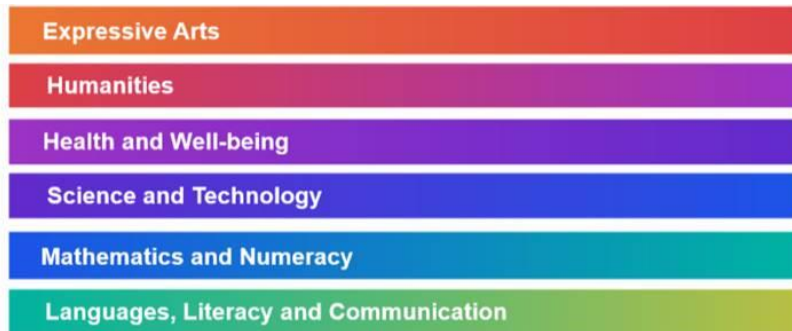 Expressive Arts
Humanities
Health and Well-being
Science and Technology
Mathematics and Numeracy
Languages, Literacy and Communication